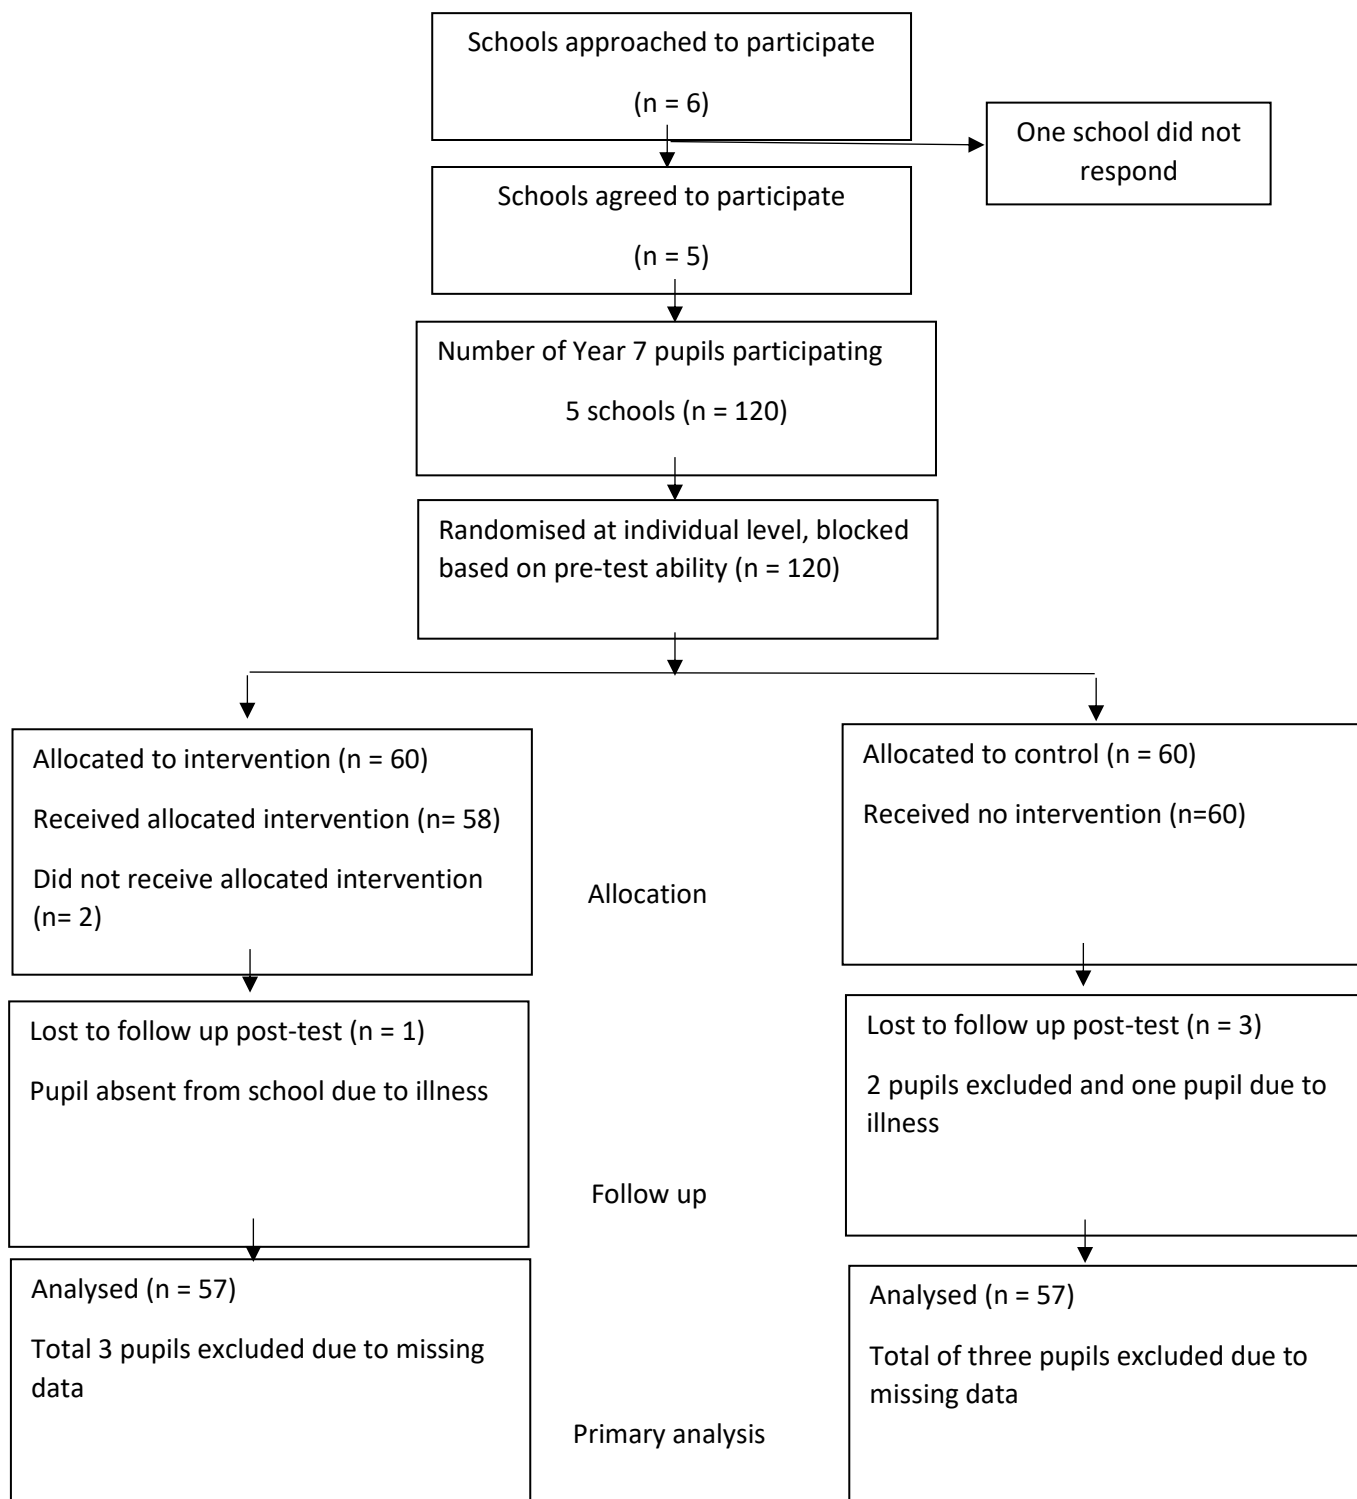 Schools approached to participate
(n = 6)
One school did not
respond
Schools agreed to participate
(n = 5)
Number of Year 7 pupils participating
5 schools (n = 120)
Randomised at individual level, blocked
based on pre-test ability (n = 120)
Allocated to intervention (n = 60)
Received allocated intervention (n= 58)
Did not receive allocated intervention
(n= 2)
Allocation
Allocated to control (n = 60)
Received no intervention (n=60)
Lost to follow up post-test (n = 1)
Pupil absent from school due to illness
Follow up
Lost to follow up post-test (n = 3)
2 pupils excluded and one pupil due to
illness
Analysed (n = 57)
Total 3 pupils excluded due to missing
data
Primary analysis
Analysed (n = 57)
Total of three pupils excluded due to
missing data